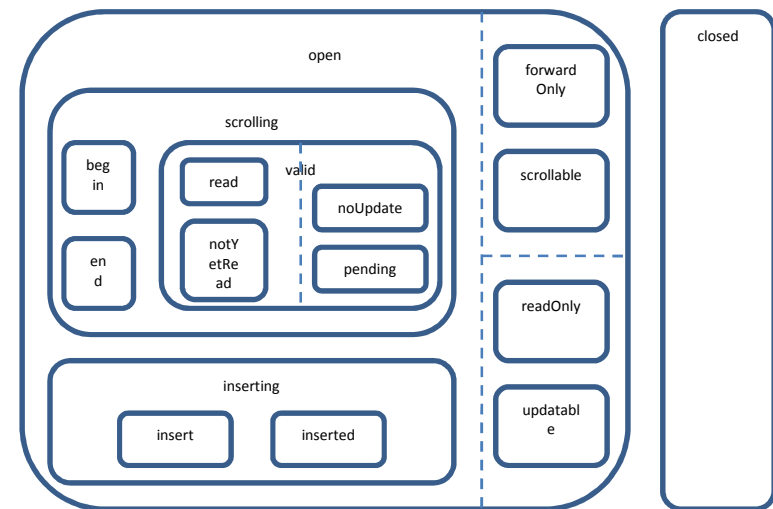 open
closed
forward
Only
scrolling
beg
in
valid
read
scrollable
noUpdate
notY
etRe
ad
en
d
pending
readOnly
inserting
updatabl
e
insert
inserted